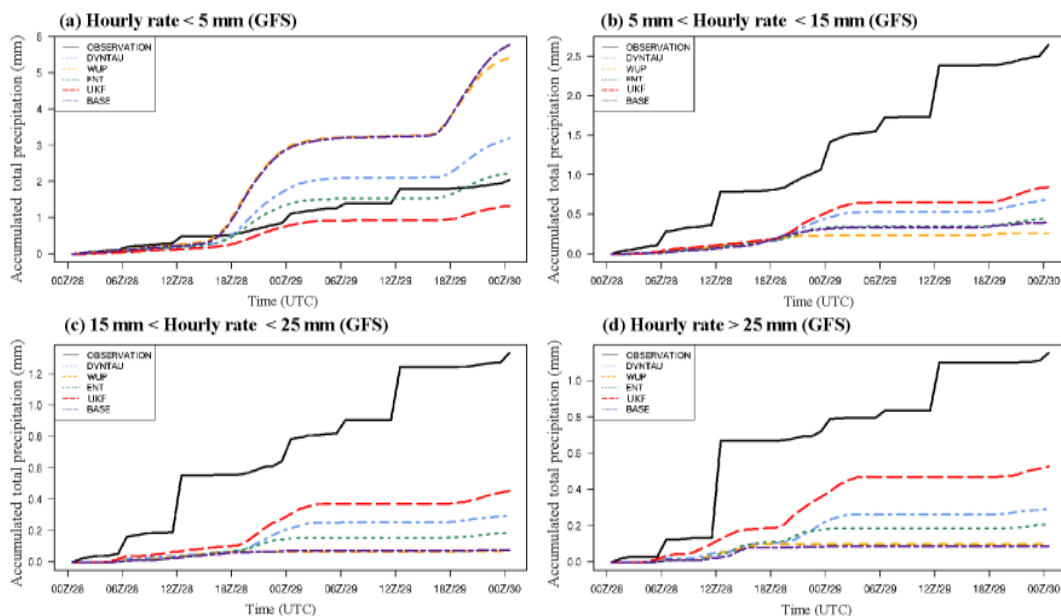 (a) Hourly rate < 5 mm (GFS)
Accumulated total precipitation (mm)
6
5
4
3
2
1
0
OBSERVATION
DYNTAU
WUP
ENT
UKF
BASE
00Z/28 06Z/28 12Z/28 18Z/28 00Z/29 06Z/29 12Z/29 18Z/29 00Z/30
Time (UTC)
(b) 5 mm < Hourly rate < 15 mm (GFS)
Accumulated total precipitation (mm)
2.5
2.0
1.5
1.0
0.5
0.0
OBSERVATION
DYNTAU
WUP
ENT
UKF
BASE
00Z/28 06Z/28 12Z/28 18Z/28 00Z/29 06Z/29 12Z/29 18Z/29 00Z/30
Time (UTC)
(c) 15 mm < Hourly rate < 25 mm (GFS)
Accumulated total precipitation (mm)
1.2
1.0
0.8
0.6
0.4
0.2
0.0
OBSERVATION
DYNTAU
WUP
ENT
UKF
BASE
00Z/28 06Z/28 12Z/28 18Z/28 00Z/29 06Z/29 12Z/29 18Z/29 00Z/30
Time (UTC)
(d) Hourly rate > 25 mm (GFS)
Accumulated total precipitation (mm)
1.0
0.8
0.6
0.4
0.2
0.0
OBSERVATION
DYNTAU
WUP
ENT
UKF
BASE
00Z/28 06Z/28 12Z/28 18Z/28 00Z/29 06Z/29 12Z/29 18Z/29 00Z/30
Time (UTC)